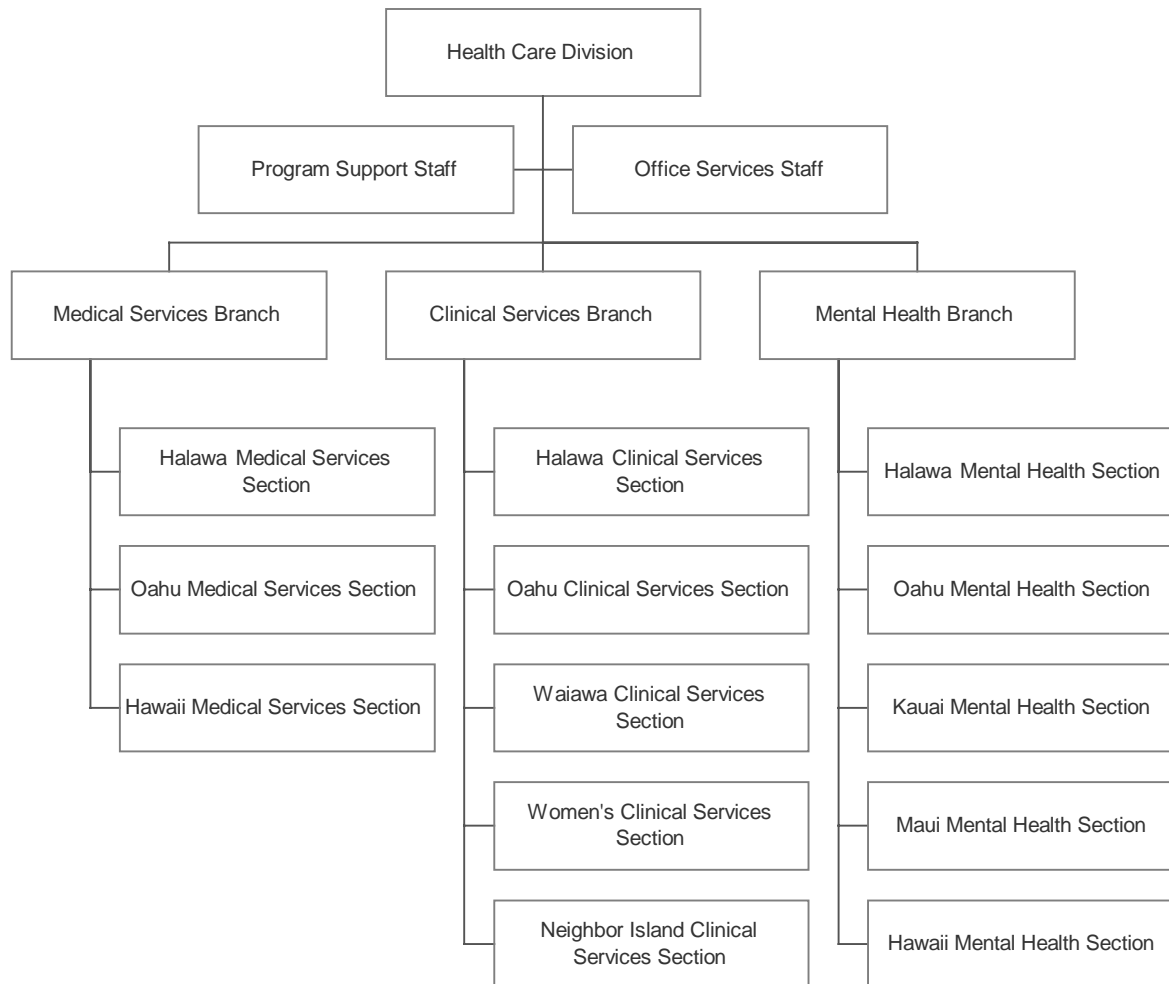 Health Care Division
Program Support Staff
Office Services Staff
Medical Services Branch
Clinical Services Branch
Mental Health Branch
Halawa Medical Services
Section
Oahu Medical Services Section
Hawaii Medical Services Section
Halawa Clinical Services
Section
Oahu Clinical Services Section
Waiawa Clinical Services
Section
Women's Clinical Services
Section
Neighbor Island Clinical
Services Section
Halawa Mental Health Section
Oahu Mental Health Section
Kauai Mental Health Section
Maui Mental Health Section
Hawaii Mental Health Section